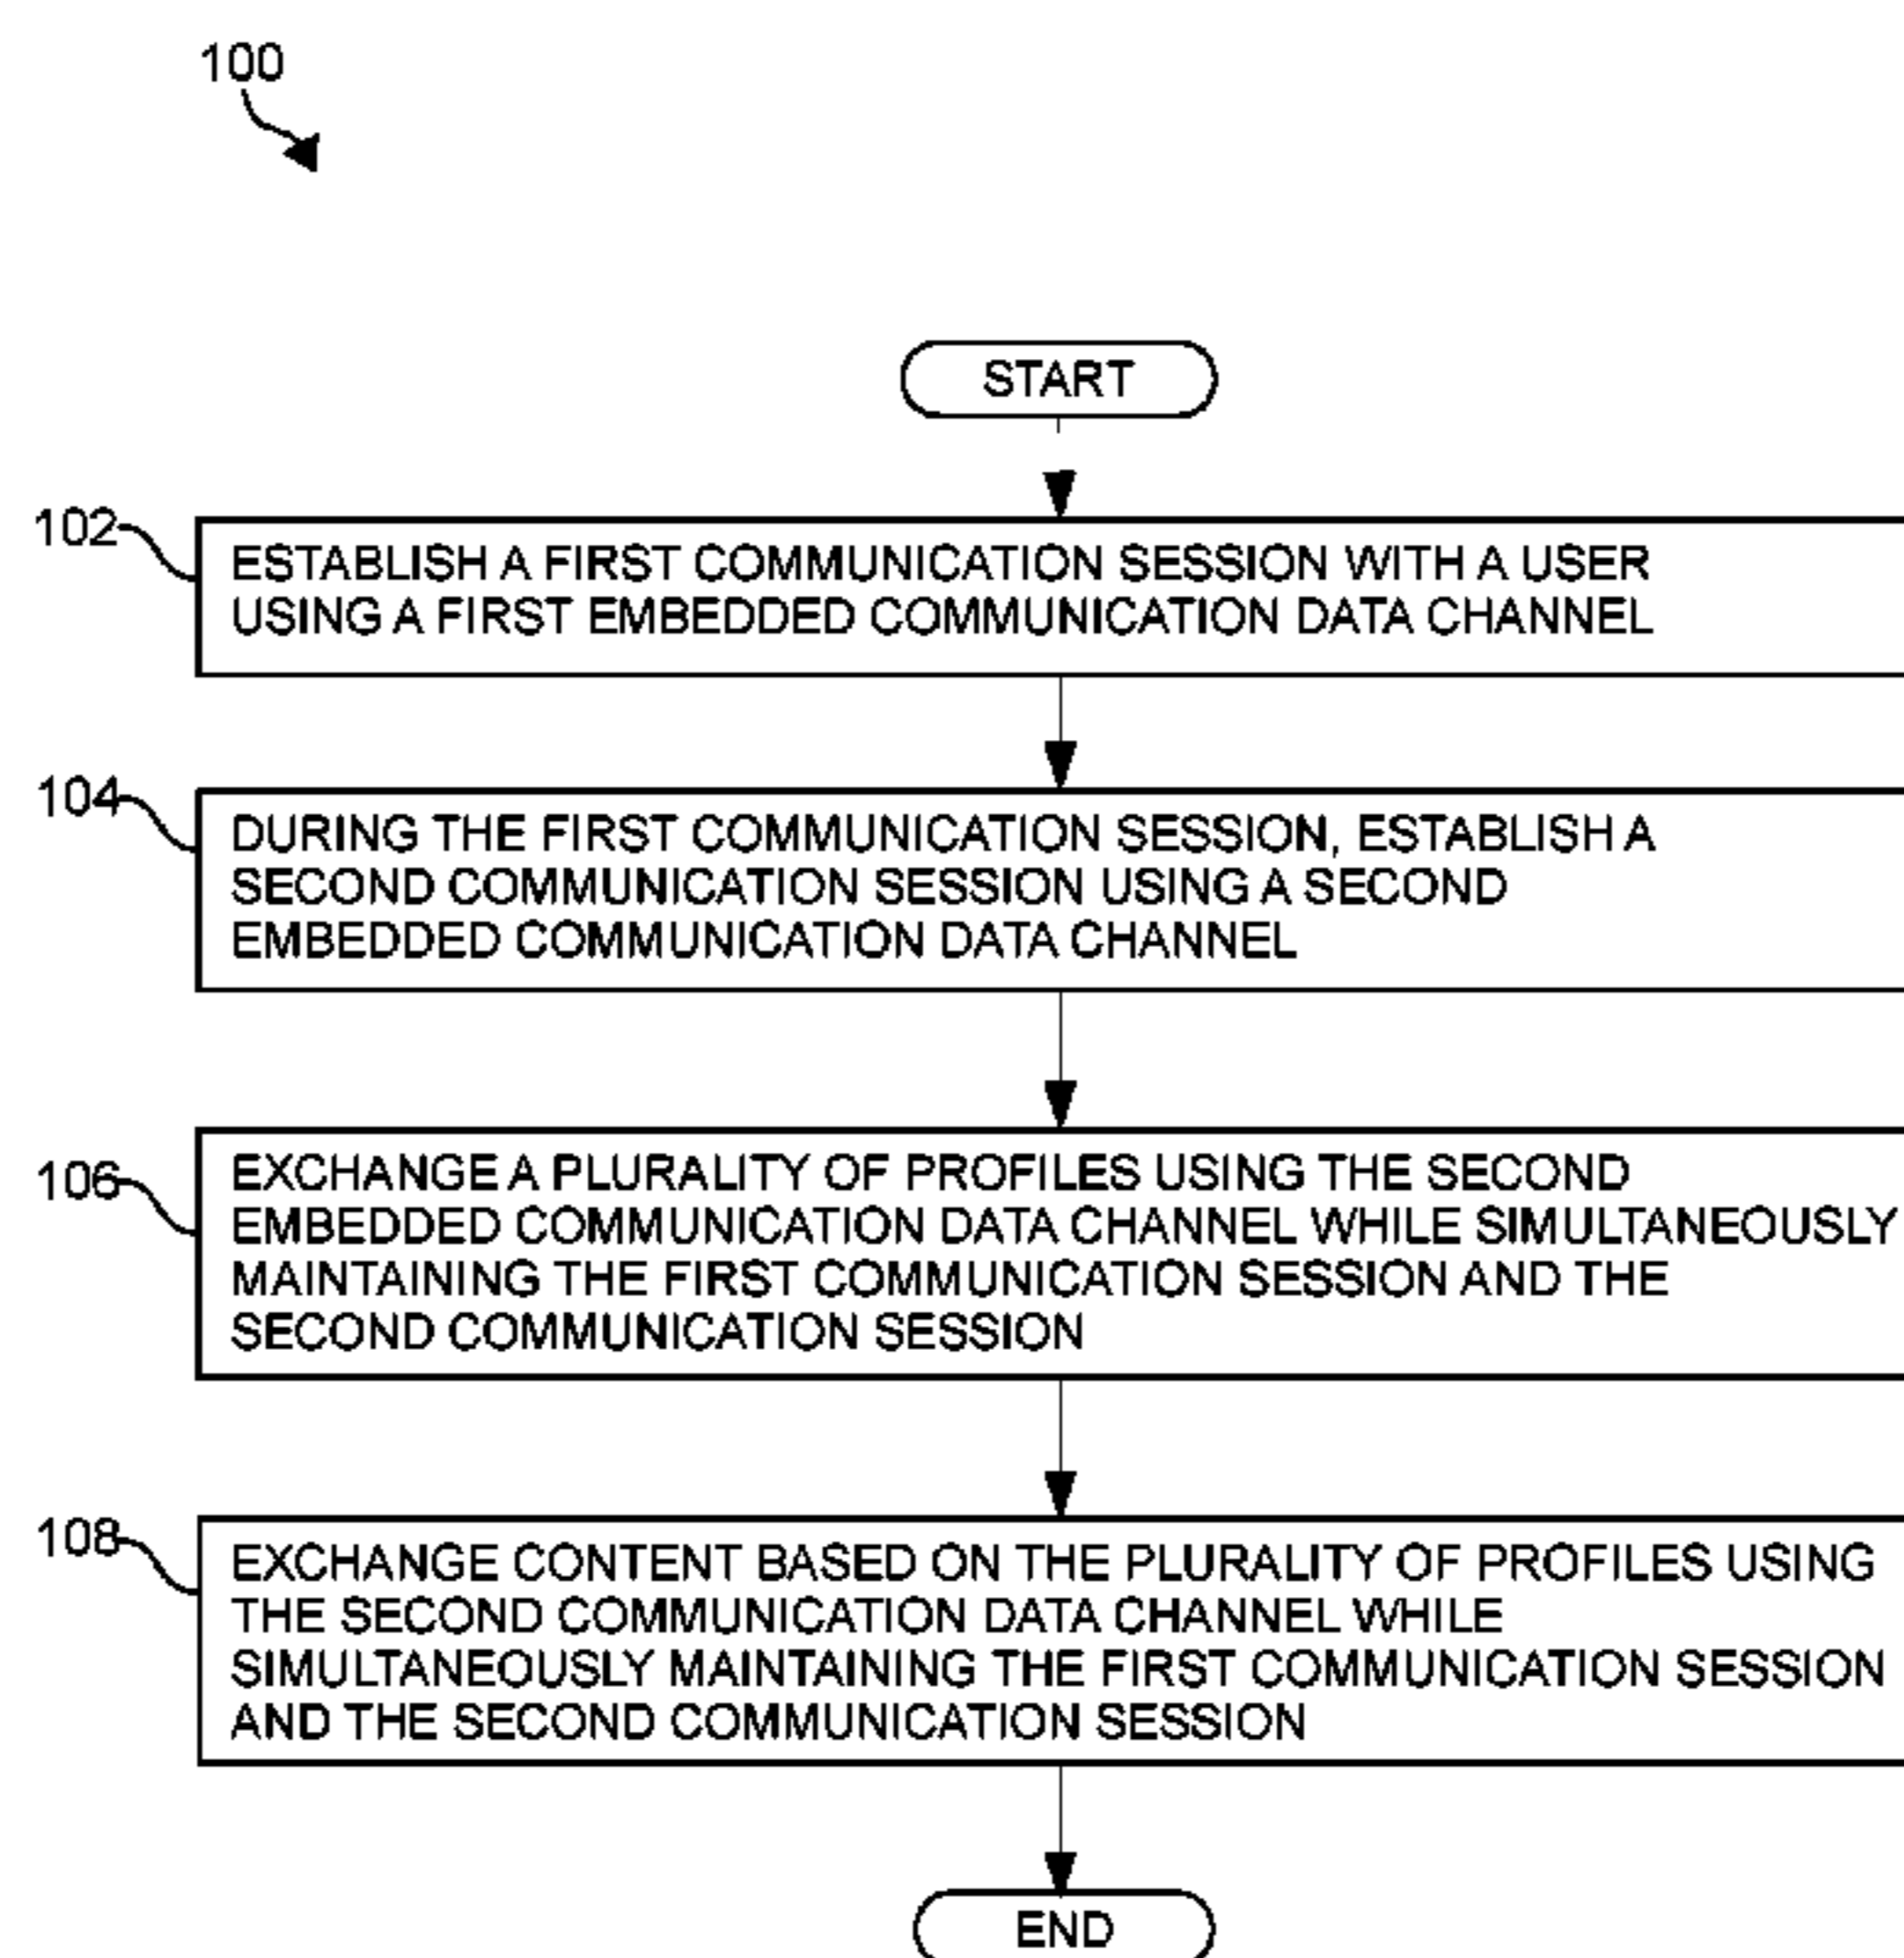 100
START
102
ESTABLISH A FIRST COMMUNICATION SESSION WITH A USER
USING A FIRST EMBEDDED COMMUNICATION DATA CHANNEL
104
DURING THE FIRST COMMUNICATION SESSION, ESTABLISH A
SECOND COMMUNICATION SESSION USING A SECOND
EMBEDDED COMMUNICATION DATA CHANNEL
106
EXCHANGE A PLURALITY OF PROFILES USING THE SECOND
EMBEDDED COMMUNICATION DATA CHANNEL WHILE SIMULTANEOUSLY
MAINTAINING THE FIRST COMMUNICATION SESSION AND THE
SECOND COMMUNICATION SESSION
108
EXCHANGE CONTENT BASED ON THE PLURALITY OF PROFILES USING
THE SECOND COMMUNICATION DATA CHANNEL WHILE
SIMULTANEOUSLY MAINTAINING THE FIRST COMMUNICATION SESSION
AND THE SECOND COMMUNICATION SESSION
END